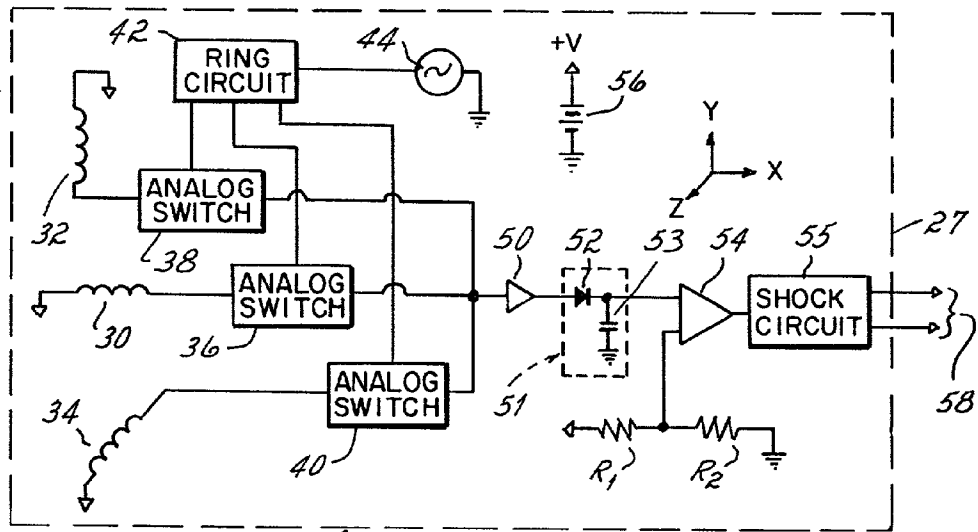 42
RING
CIRCUIT
44
+V
56
Y
X
Z
32
ANALOG
SWITCH
38
50
52
53
54
55
27
ANALOG
SWITCH
30
36
SHOCK
CIRCUIT
58
51
34
ANALOG
SWITCH
40
R1
R2